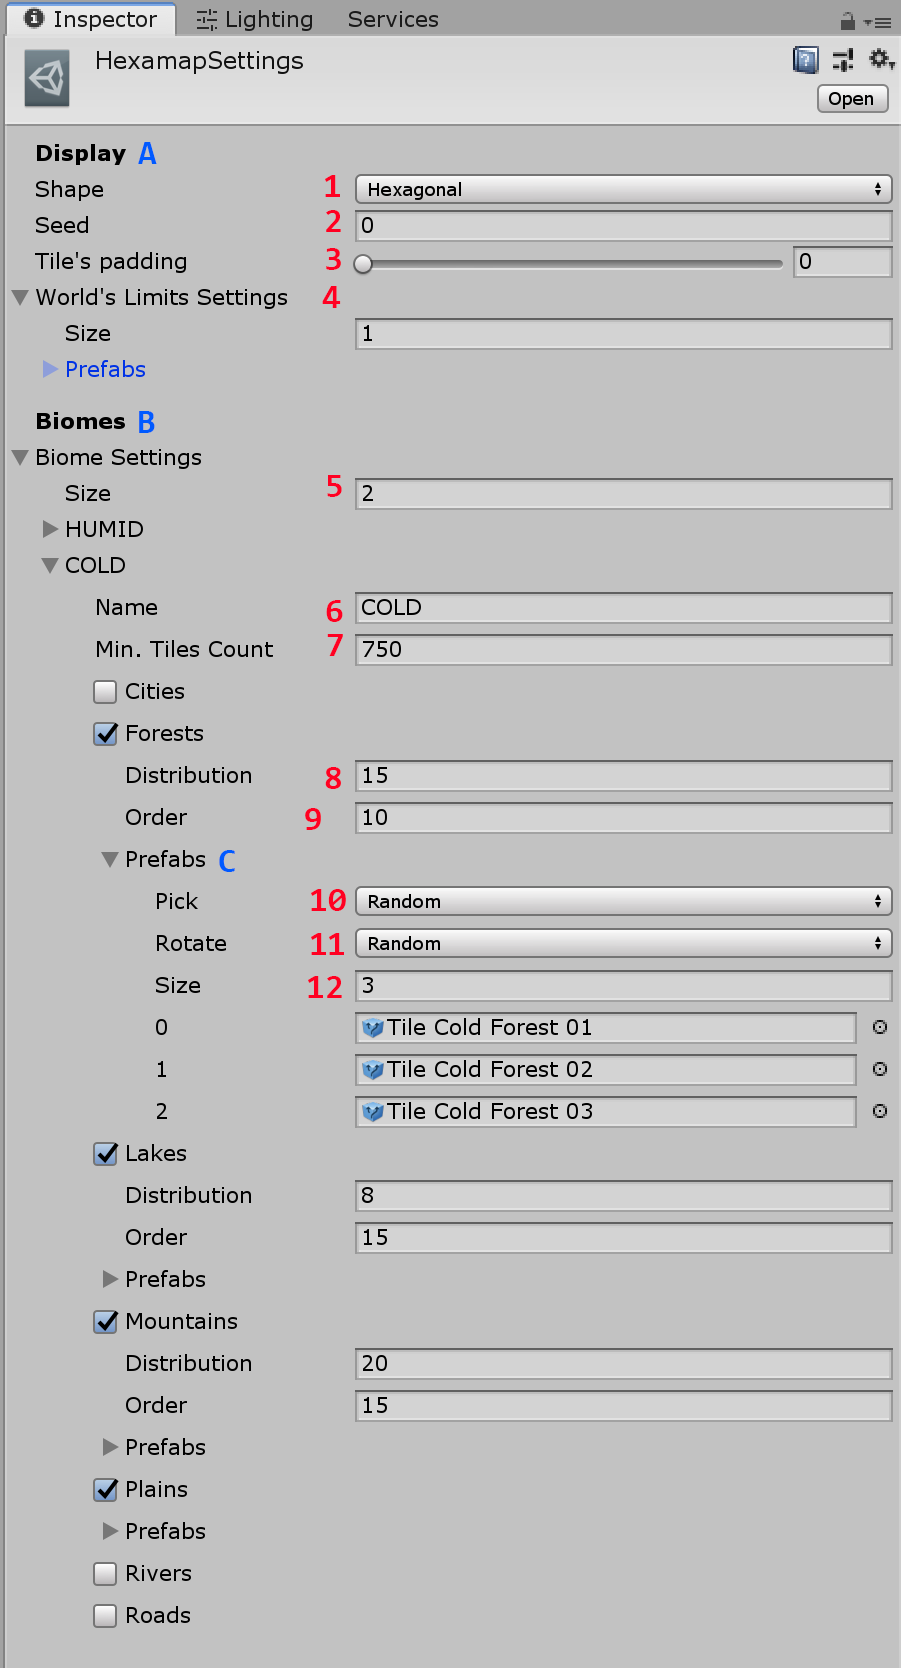 Inspector Lighting Services
HexamapSettings
Open
Display A
Shape 1 Hexagonal
Seed 2 0
Tile's padding 3 0
World's Limits Settings 4
Size 1
Prefabs
Biomes B
Biome Settings
Size 5 2
HUMID
COLD
Name 6 COLD
Min. Tiles Count 7 750
Cities
Forests
Distribution 8 15
Order 9 10
Prefabs C
Pick 10 Random
Rotate 11 Random
Size 12 3
0 Tile Cold Forest 01
1 Tile Cold Forest 02
2 Tile Cold Forest 03
Lakes
Distribution 8
Order 15
Prefabs
Mountains
Distribution 20
Order 15
Prefabs
Plains
Prefabs
Rivers
Roads